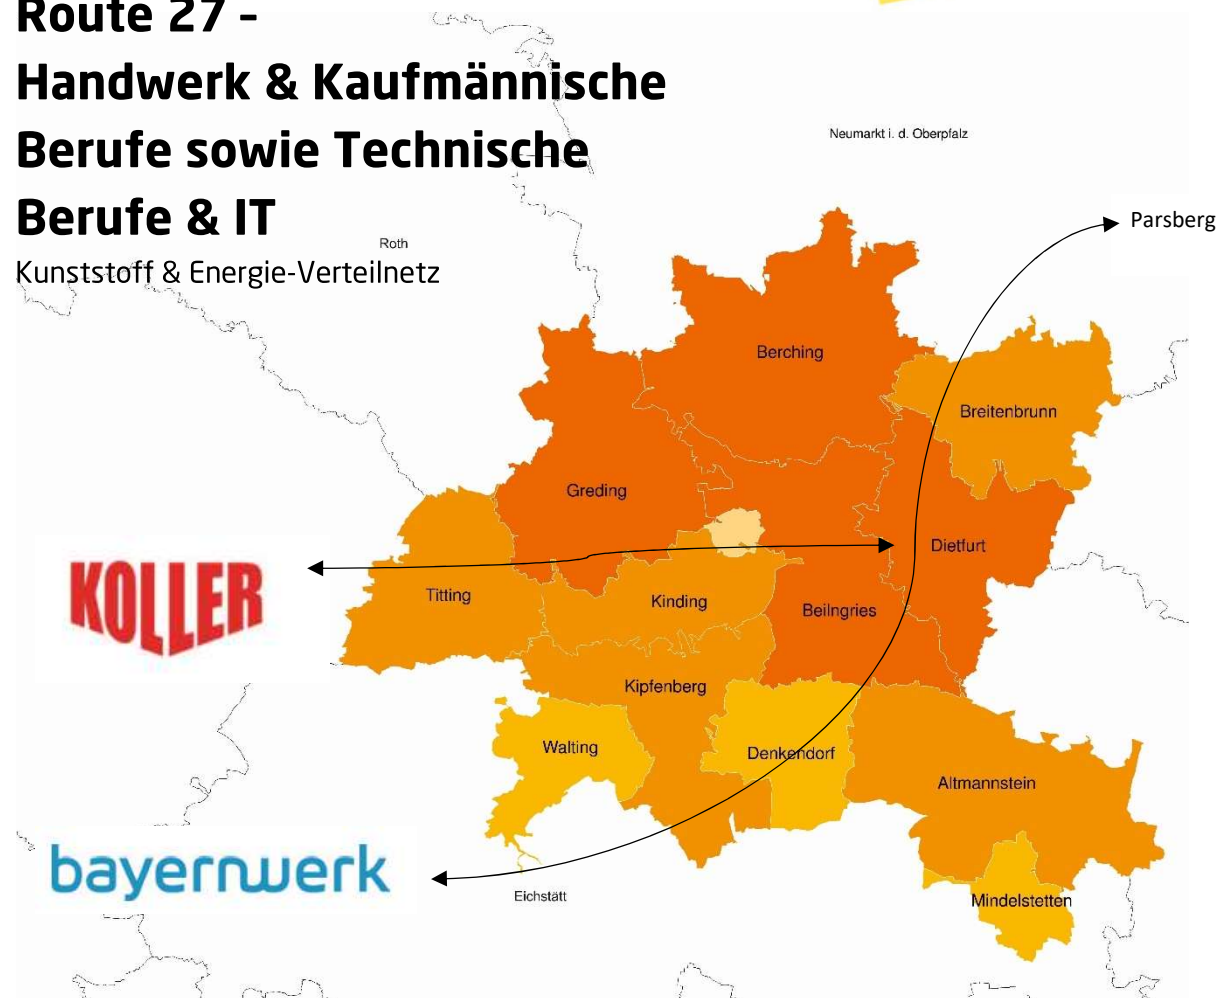 Route 27 -
Handwerk & Kaufmännische
Berufe sowie Technische
Berufe & IT
Kunststoff & Energie-Verteilnetz
Neumarkt i. d. Oberpfalz
Roth
Parsberg
Berching
Breitenbrunn
Greding
Dietfurt
KOLLER
Titting
Kinding
Beilngries
Kipfenberg
Walting
Denkendorf
Altmannstein
bayernwerk
Eichstätt
Mindelstetten